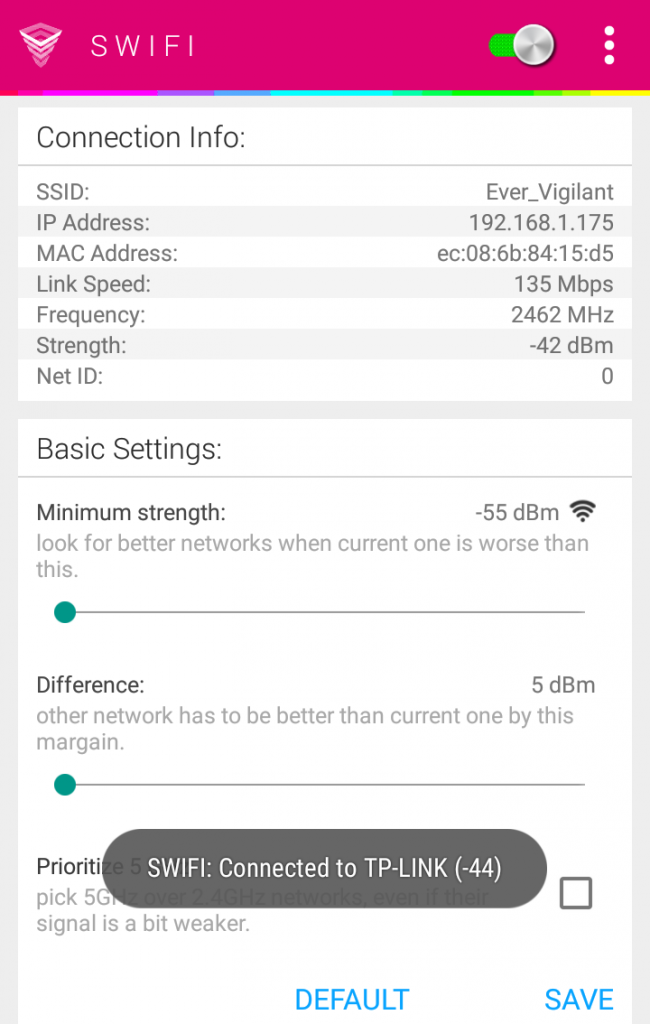 SWIFI
Connection Info:
SSID: Ever_Vigilant
IP Address: 192.168.1.175
MAC Address: ec:08:6b:84:15:d5
Link Speed: 135 Mbps
Frequency: 2462 MHz
Strength: -42 dBm
Net ID: 0
Basic Settings:
Minimum strength: -55 dBm
look for better networks when current one is worse than
this.
Difference: 5 dBm
other network has to be better than current one by this
margain.
Prioritize 5
SWIFI: Connected to TP-LINK (-44)
pick 5GHz over 2.4GHz networks, even if their
signal is a bit weaker.
DEFAULT SAVE